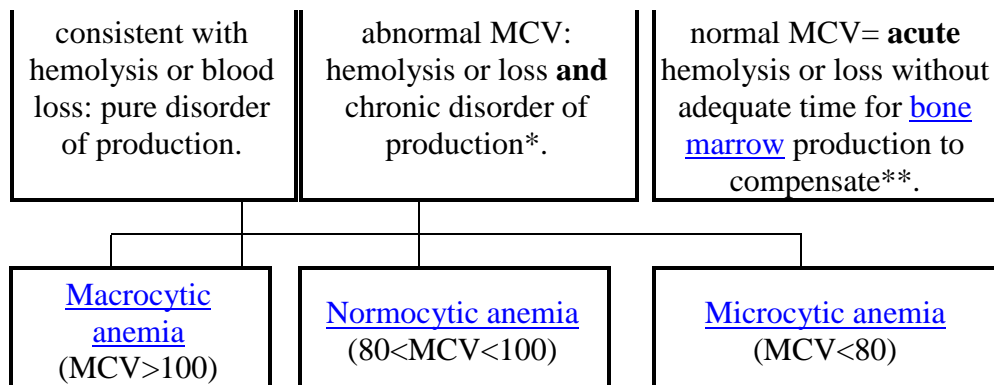 consistent with
hemolysis or blood
loss: pure disorder
of production.
abnormal MCV:
hemolysis or loss and
chronic disorder of
production*.
normal MCV= acute
hemolysis or loss without
adequate time for bone
marrow production to
compensate**.
Macrocytic
anemia
(MCV>100)
Normocytic anemia
(80<MCV<100)
Microcytic anemia
(MCV<80)